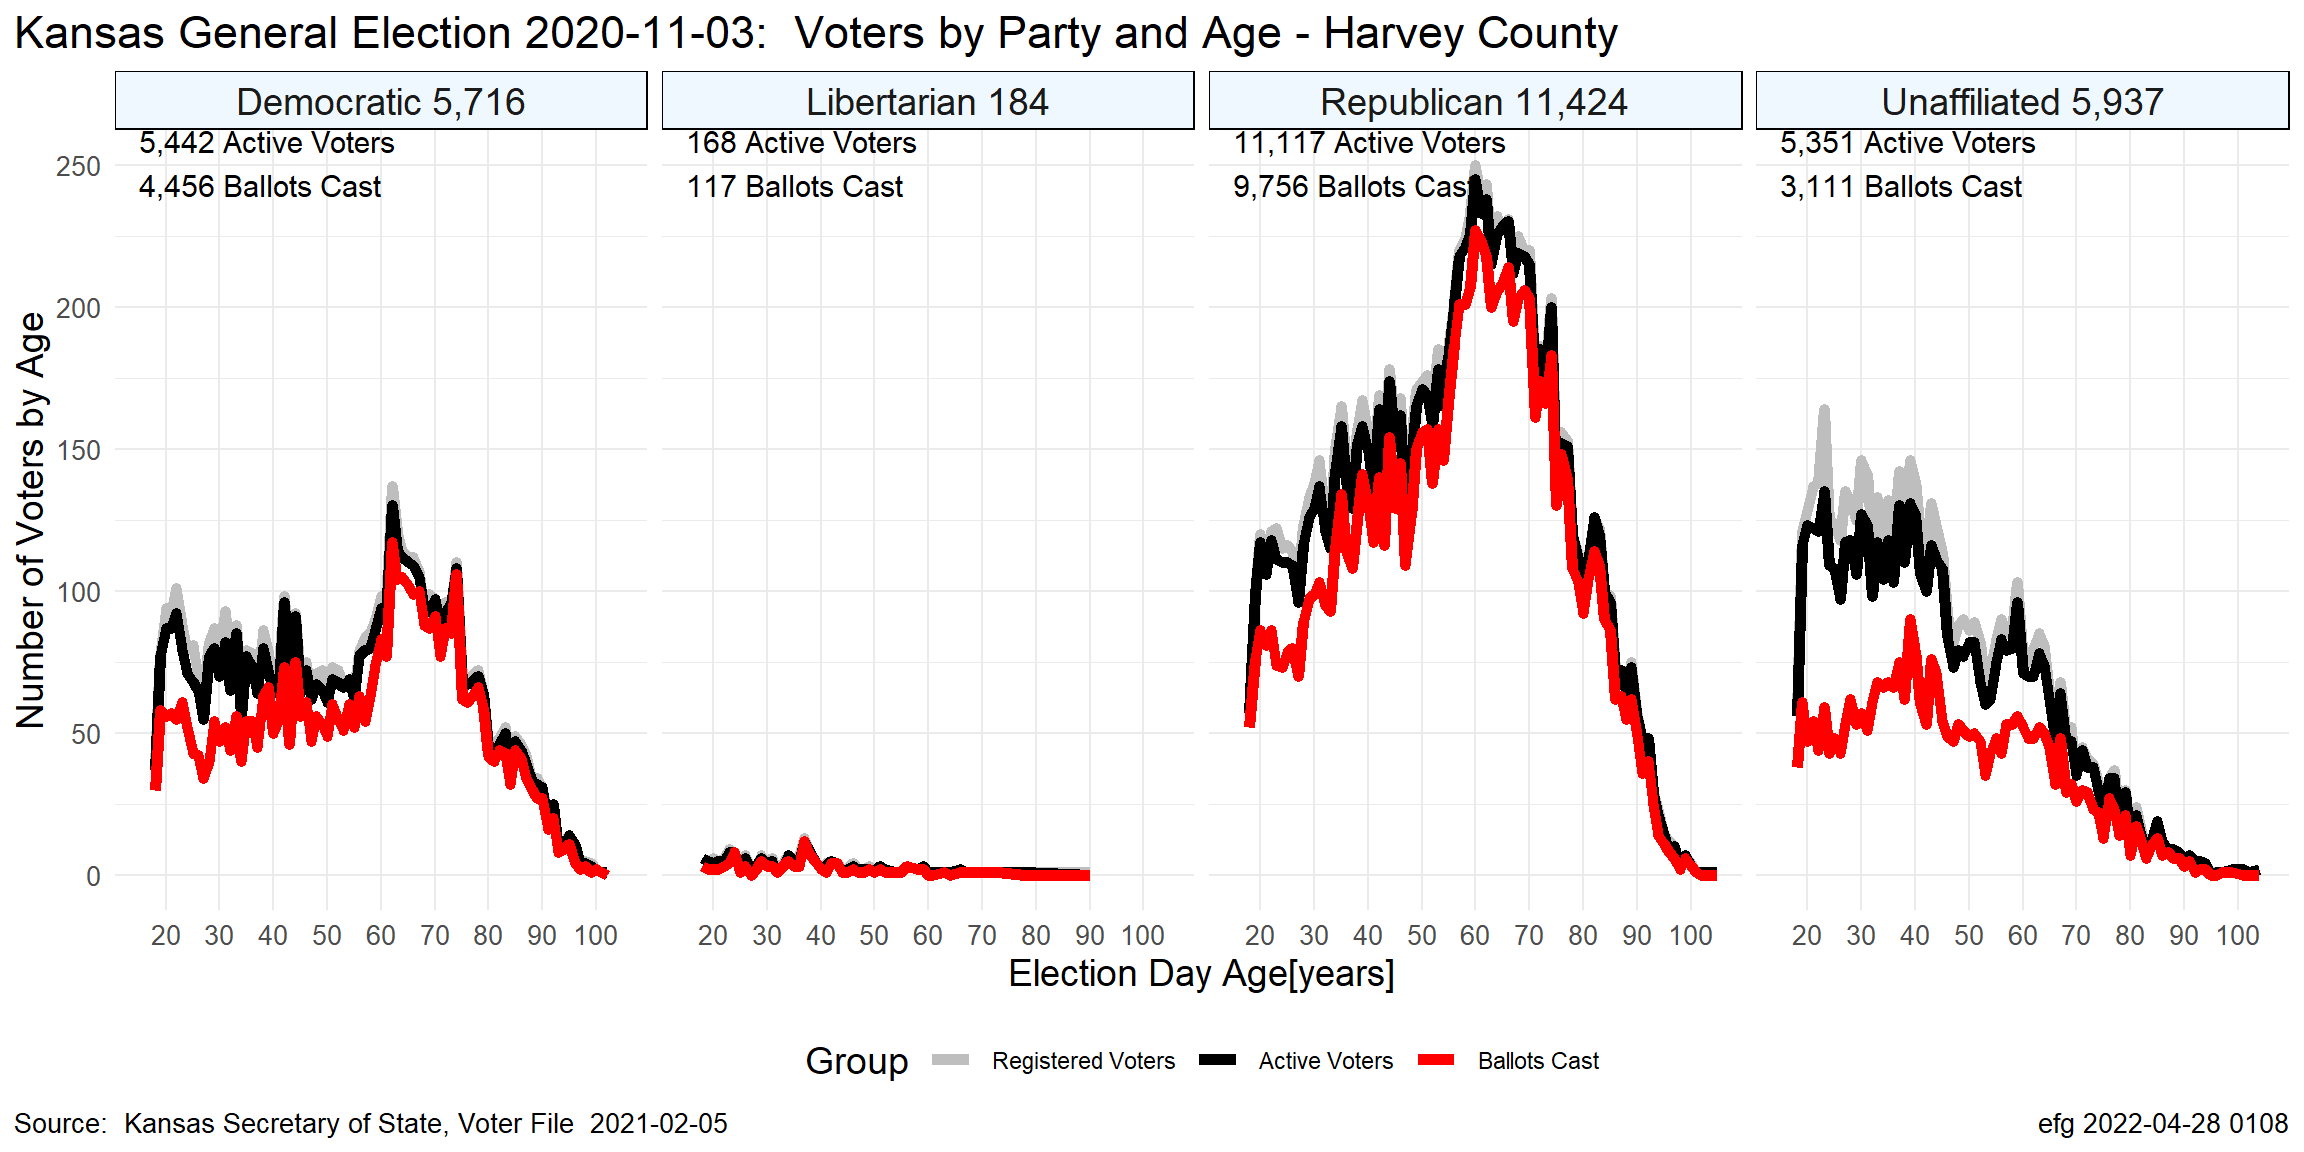 Kansas General Election 2020-11-03:  Voters by Party and Age - Harvey County
Democratic 5,716
Libertarian 184
Republican 11,424
Unaffiliated 5,937
5,442 Active Voters
4,456 Ballots Cast
168 Active Voters
117 Ballots Cast
11,117 Active Voters
9,756 Ballots Cast
5,351 Active Voters
3,111 Ballots Cast
Number of Voters by Age
250
200
150
100
50
0
20 30 40 50 60 70 80 90 100
20 30 40 50 60 70 80 90 100
20 30 40 50 60 70 80 90 100
20 30 40 50 60 70 80 90 100
Election Day Age[years]
Group Registered Voters Active Voters Ballots Cast
Source:  Kansas Secretary of State, Voter File  2021-02-05
efg 2022-04-28 0108